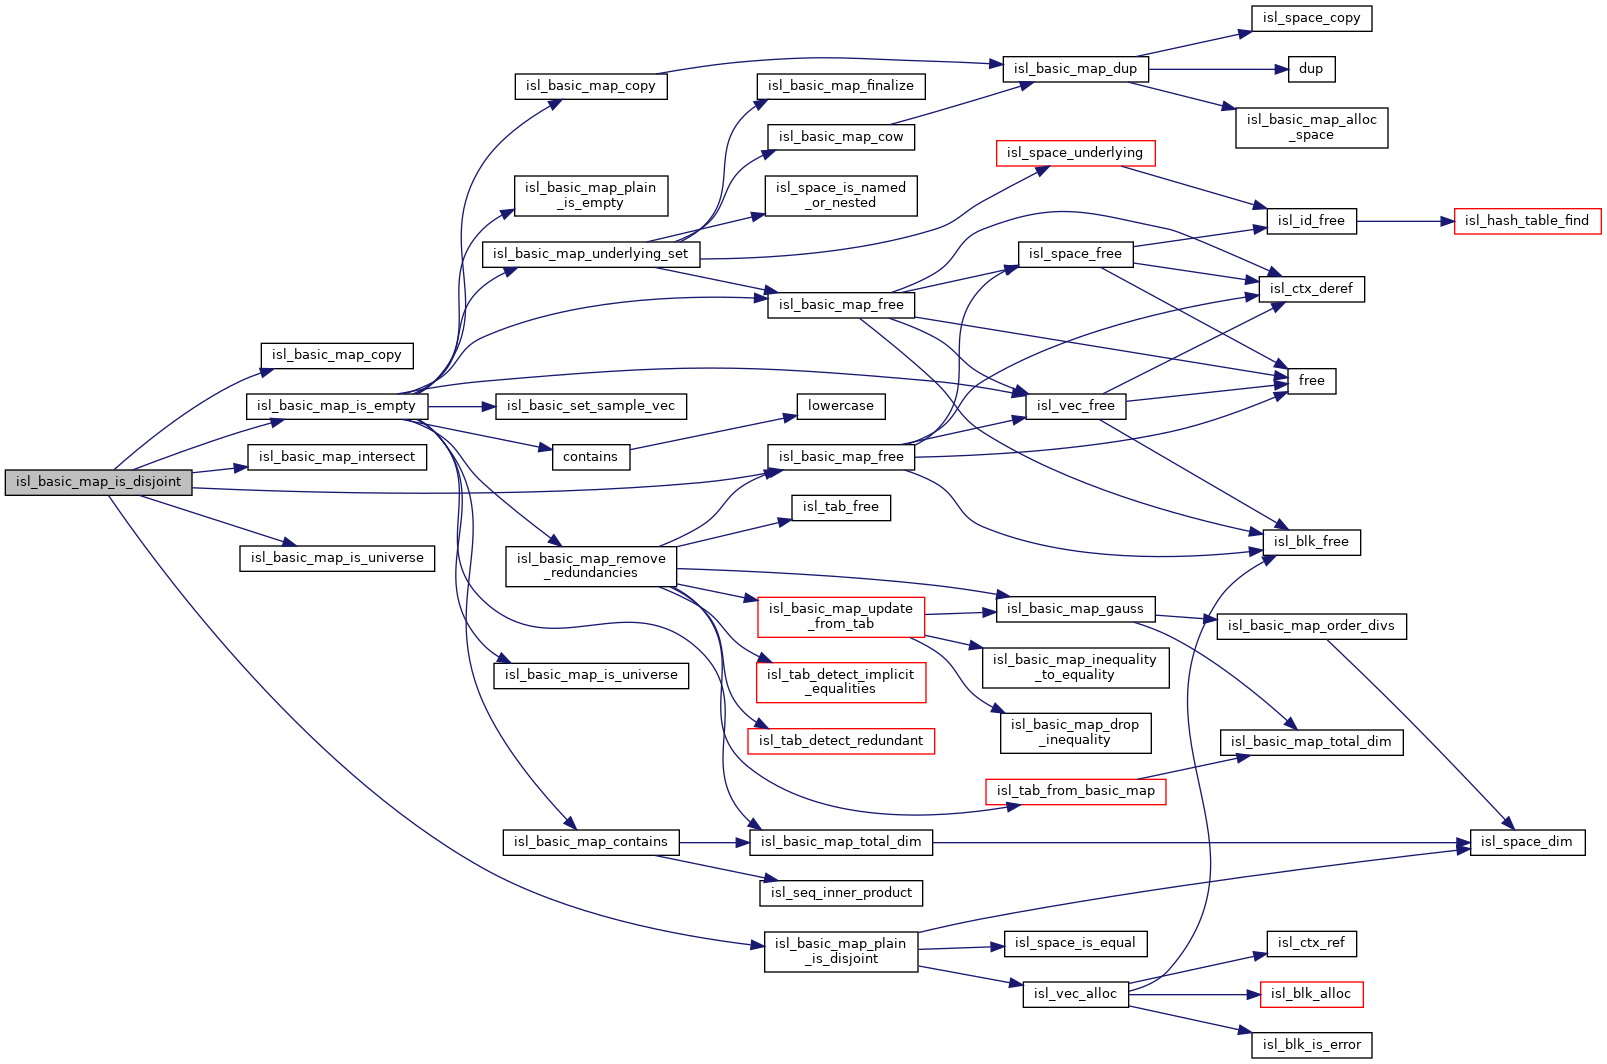 isl_space_copy
isl_basic_map_dup
dup
isl_basic_map_copy
isl_basic_map_finalize
isl_basic_map_alloc
_space
isl_basic_map_cow
isl_space_underlying
isl_basic_map_plain
_is_empty
isl_space_is_named
_or_nested
isl_id_free
isl_hash_table_find
isl_basic_map_underlying_set
isl_space_free
isl_ctx_deref
isl_basic_map_free
isl_basic_map_copy
free
isl_basic_map_is_empty
isl_basic_set_sample_vec
lowercase
isl_vec_free
isl_basic_map_intersect
contains
isl_basic_map_free
isl_basic_map_is_disjoint
isl_tab_free
isl_blk_free
isl_basic_map_is_universe
isl_basic_map_remove
_redundancies
isl_basic_map_update
_from_tab
isl_basic_map_gauss
isl_basic_map_order_divs
isl_basic_map_inequality
_to_equality
isl_basic_map_is_universe
isl_tab_detect_implicit
_equalities
isl_basic_map_drop
_inequality
isl_tab_detect_redundant
isl_basic_map_total_dim
isl_tab_from_basic_map
isl_basic_map_contains
isl_basic_map_total_dim
isl_space_dim
isl_seq_inner_product
isl_basic_map_plain
_is_disjoint
isl_space_is_equal
isl_ctx_ref
isl_vec_alloc
isl_blk_alloc
isl_blk_is_error